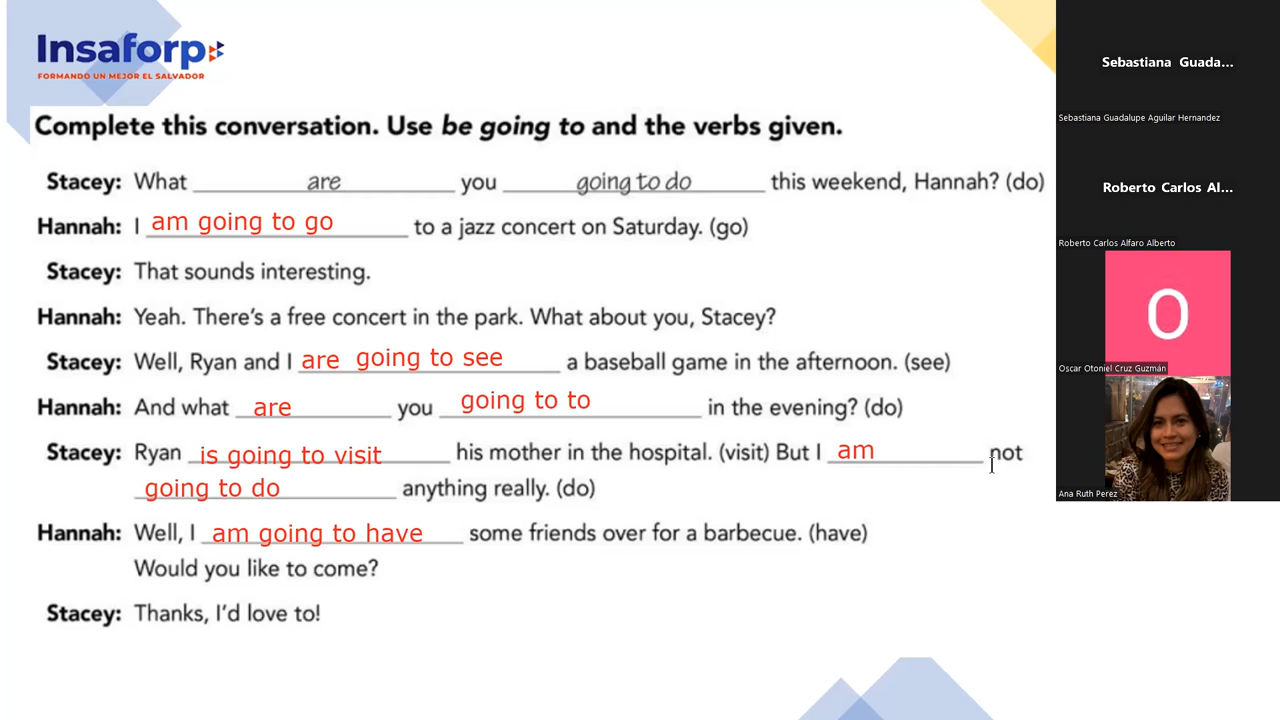 Insaforp
FORMANDO UN MEJOR EL SALVADOR
Complete this conversation. Use be going to and the verbs given.
Stacey: What are you going to do this weekend, Hannah? (do)
Hannah: I am going to go to a jazz concert on Saturday. (go)
Stacey: That sounds interesting.
Hannah: Yeah. There's a free concert in the park. What about you, Stacey?
Stacey: Well, Ryan and I are going to see a baseball game in the afternoon. (see)
Hannah: And what are you going to to in the evening? (do)
Stacey: Ryan is going to visit his mother in the hospital. (visit) But I am not
going to do anything really. (do)
Hannah: Well, I am going to have some friends over for a barbecue. (have)
Would you like to come?
Stacey: Thanks, I'd love to!
Sebastiana Guada...
Sebastiana Guadalupe Aguilar Hernandez
Roberto Carlos Al...
Roberto Carlos Alfaro Alberto
O
Oscar Otoniel Cruz Guzmán
Ana Ruth Perez